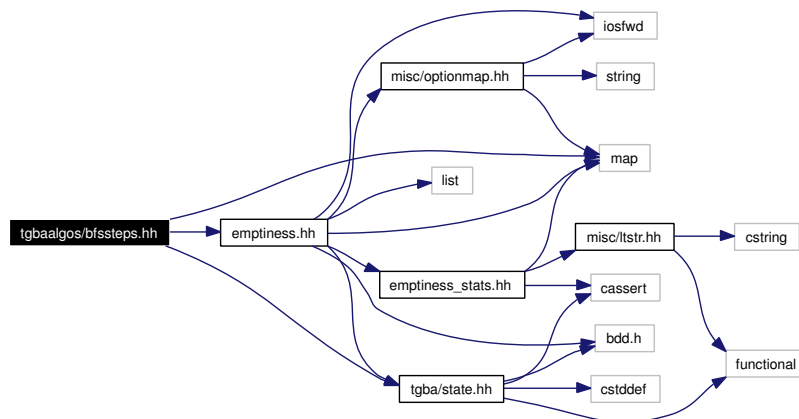 iosfwd
misc/optionmap.hh
string
map
list
tgbaalgos/bfssteps.hh
emptiness.hh
misc/ltstr.hh
cstring
emptiness_stats.hh
cassert
bdd.h
functional
tgba/state.hh
cstddef